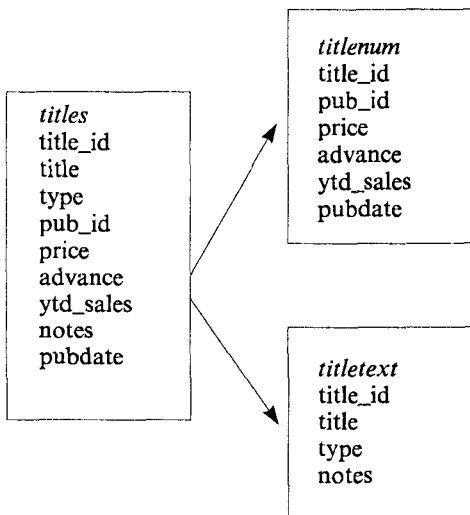 titles
title_id
title
type
pub_id
price
advance
ytd_sales
notes
pubdate
titlenum
title_id
pub_id
price
advance
ytd_sales
pubdate
titletext
title_id
title
type
notes